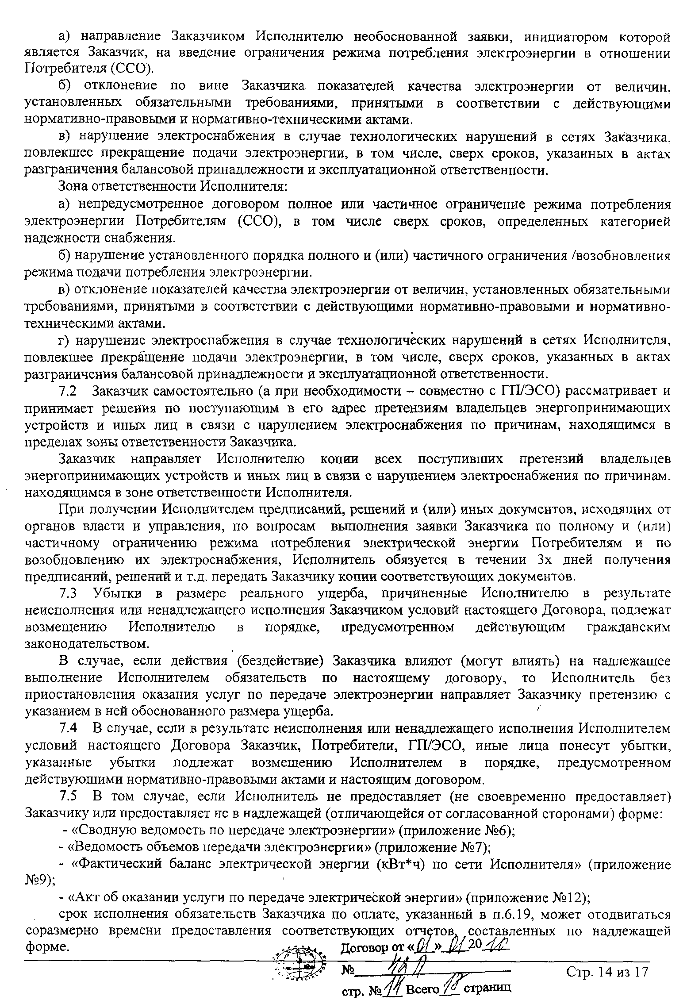 а) направление Заказчиком Исполнителю необоснованной заявки, инициатором которой
является Заказчик, на введение ограничения режима потребления электроэнергии в отношении
Потребителя (ССО).
б) отклонение по вине Заказчика показателей качества электроэнергии от величин,
установленных обязательными требованиями, принятыми в соответствии с действующими
нормативно-правовыми и нормативно-техническими актами.
в) нарушение электроснабжения в случае технологических нарушений в сетях Заказчика,
повлекшее прекращение подачи электроэнергии, в том числе, сверх сроков, указанных в актах
разграничения балансовой принадлежности и эксплуатационной ответственности.
Зона ответственности Исполнителя:
а) непредусмотренное договором полное или частичное ограничение режима потребления
электроэнергии Потребителям (ССО), в том числе сверх сроков, определенных категорией
надежности снабжения.
б) нарушение установленного порядка полного и (или) частичного ограничения /возобновления
режима подачи потребления электроэнергии.
в) отклонение показателей качества электроэнергии от величин, установленных обязательными
требованиями, принятыми в соответствии с действующими нормативно-правовыми и нормативно-
техническими актами.
г) нарушение электроснабжения в случае технологических нарушений в сетях Исполнителя,
повлекшее прекращение подачи электроэнергии, в том числе, сверх сроков, указанных в актах
разграничения балансовой принадлежности и эксплуатационной ответственности.
7.2 Заказчик самостоятельно (а при необходимости – совместно с ГП/ЭСО) рассматривает и
принимает решения по поступающим в его адрес претензиям владельцев энергопринимающих
устройств и иных лиц в связи с нарушением электроснабжения по причинам, находящимся в
пределах зоны ответственности Заказчика.
Заказчик направляет Исполнителю копии всех поступивших претензий владельцев
энергопринимающих устройств и иных лиц в связи с нарушением электроснабжения по причинам,
находящимся в зоне ответственности Исполнителя.
При получении Исполнителем предписаний, решений и (или) иных документов, исходящих от
органов власти и управления, по вопросам выполнения заявки Заказчика по полному и (или)
частичному ограничению режима потребления электрической энергии Потребителям и по
возобновлению их электроснабжения, Исполнитель обязуется в течении 3х дней получения
предписаний, решений и т.д. передать Заказчику копии соответствующих документов.
7.3 Убытки в размере реального ущерба, причиненные Исполнителю в результате
неисполнения или ненадлежащего исполнения Заказчиком условий настоящего Договора, подлежат
возмещению Исполнителю в порядке, предусмотренном действующим гражданским
законодательством.
В случае, если действия (бездействие) Заказчика влияют (могут влиять) на надлежащее
выполнение Исполнителем обязательств по настоящему договору, то Исполнитель без
приостановления оказания услуг по передаче электроэнергии направляет Заказчику претензию с
указанием в ней обоснованного размера ущерба.
7.4 В случае, если в результате неисполнения или ненадлежащего исполнения Исполнителем
условий настоящего Договора Заказчик, Потребители, ГП/ЭСО, иные лица понесут убытки,
указанные убытки подлежат возмещению Исполнителем в порядке, предусмотренном
действующими нормативно-правовыми актами и настоящим договором.
7.5 В том случае, если Исполнитель не предоставляет (не своевременно предоставляет)
Заказчику или предоставляет не в надлежащей (отличающейся от согласованной сторонами) форме:
- «Сводную ведомость по передаче электроэнергии» (приложение №6);
- «Ведомость объемов передачи электроэнергии» (приложение №7);
- «Фактический баланс электрической энергии (кВт*ч) по сети Исполнителя» (приложение
№9);
- «Акт об оказании услуги по передаче электрической энергии» (приложение №12);
срок исполнения обязательств Заказчика по оплате, указанный в п.6.19, может отодвигаться
соразмерно времени предоставления соответствующих отчетов, составленных по надлежащей
форме.
Договор от «01» 01 20
№
Стр. 14 из 17
стр. № 14 Всего 18 страниц